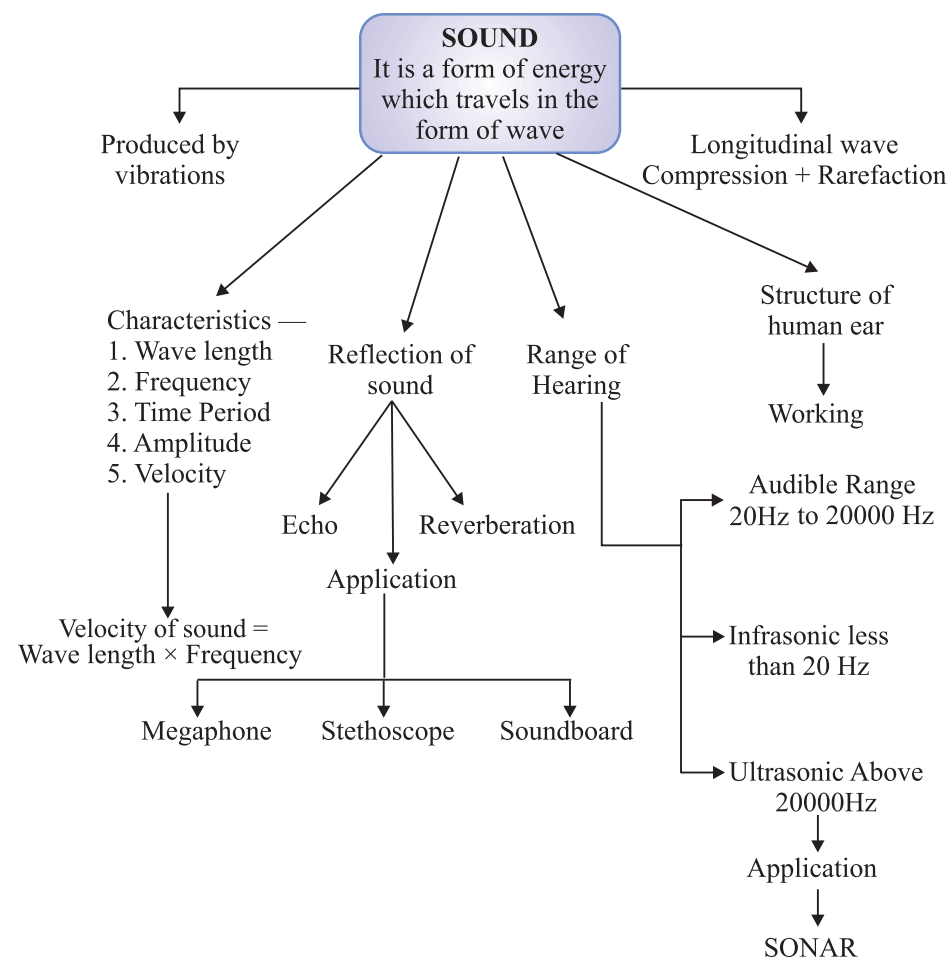 SOUND
It is a form of energy
which travels in the
form of wave
Produced by
vibrations
Longitudinal wave
Compression + Rarefaction
Characteristics —
1. Wave length
2. Frequency
3. Time Period
4. Amplitude
5. Velocity
Velocity of sound =
Wave length × Frequency
Reflection of
sound
Echo
Reverberation
Application
Megaphone
Stethoscope
Soundboard
Range of
Hearing
Audible Range
20Hz to 20000 Hz
Infrasonic less
than 20 Hz
Ultrasonic Above
20000Hz
Application
SONAR
Structure of
human ear
Working